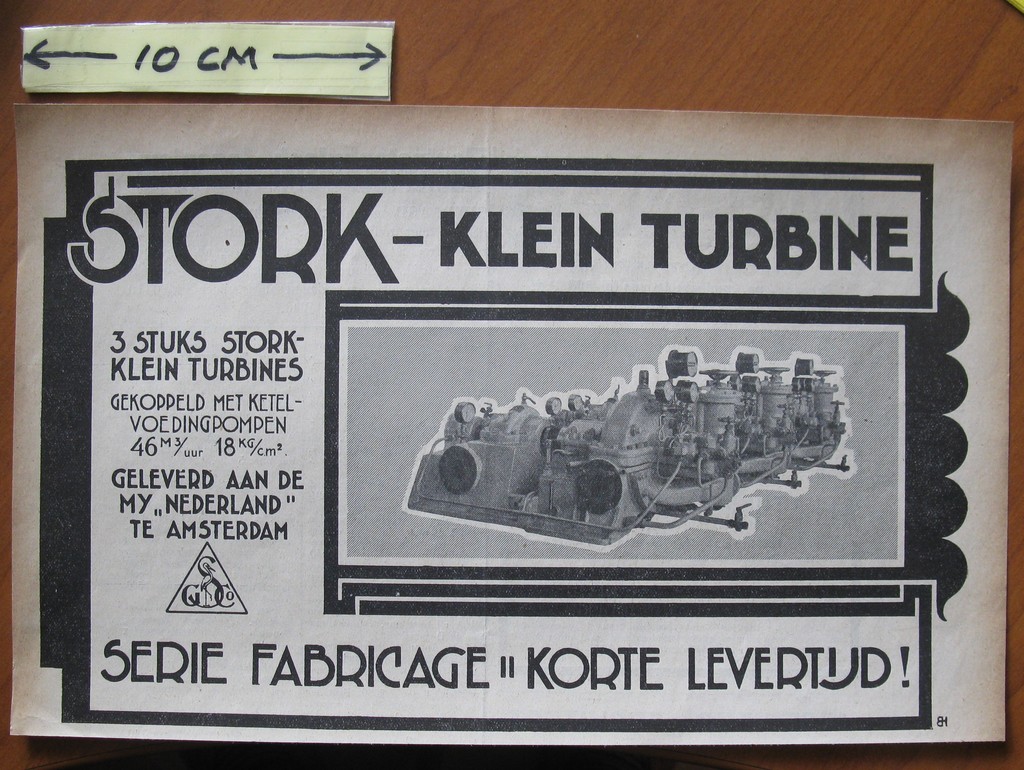 10 CM
STORK - KLEIN TURBINE
3 STUKS STORK-
KLEIN TURBINES
GEKOPPELD MET KETEL-
VOEDINGPOMPEN
46 M³/uur 18 KG/cm².
GELEVERD AAN DE
MY „NEDERLAND"
TE AMSTERDAM
GSCo
SERIE FABRICAGE = KORTE LEVERTIJD!